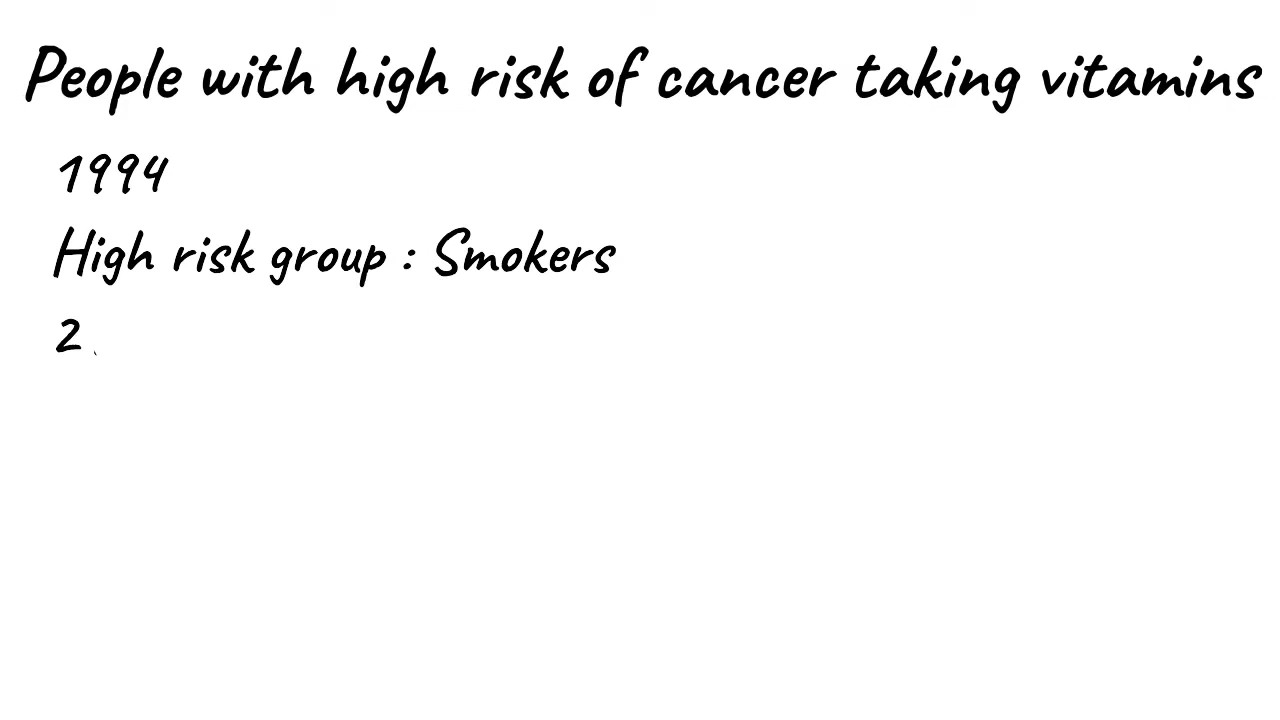 People with high risk of cancer taking vitamins
1994
High risk group : Smokers
2